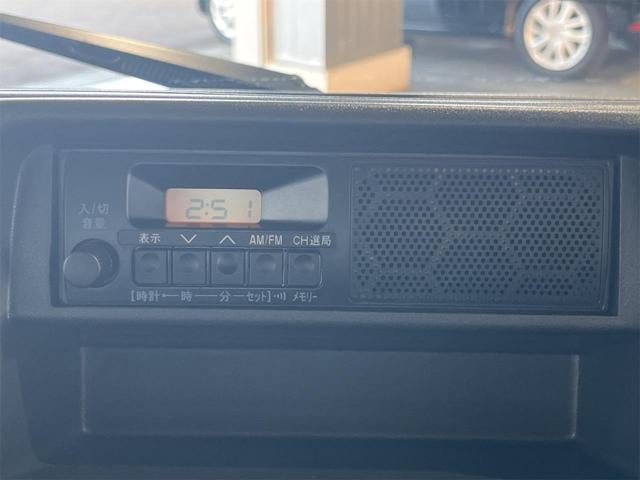 入/切
音量
2:51
表示 ∨ ∧ AM/FM CH選局
[時計 ← 時 — 分 — セット] メモリー